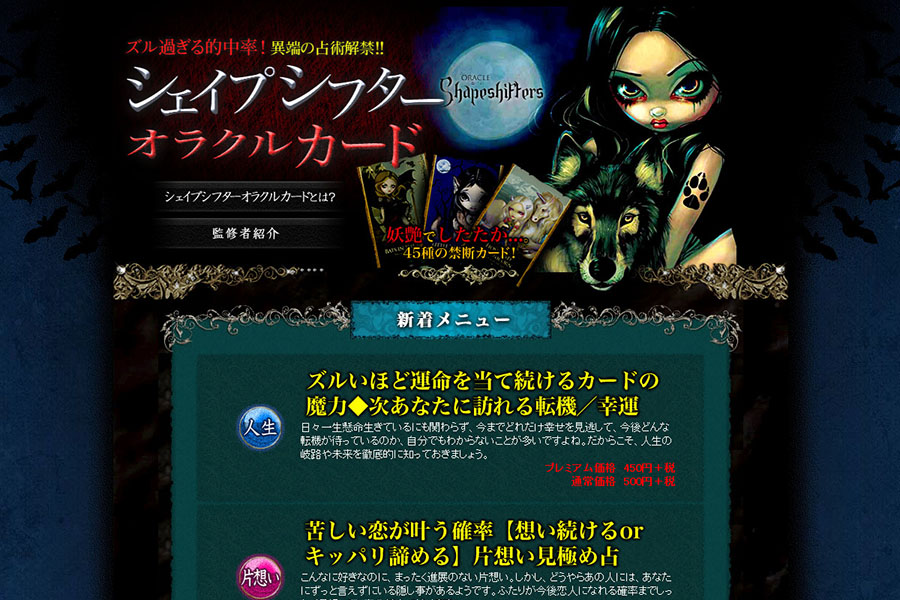 ズル過ぎる的中率！異端の占術解禁!!
シェイプシフター
オラクルカード
ORACLE
Shapeshifters
シェイプシフターオラクルカードとは?
監修者紹介
妖艶でしたたか…。
45種の禁断カード!
新着メニュー
人生
ズルいほど運命を当て続けるカードの
魔力◆次あなたに訪れる転機／幸運
日々一生懸命生きているにも関わらず、今までどれだけ幸せを見逃して、今後どんな
転機が待っているのか、自分でもわからないことが多いですよね。だからこそ、人生の
岐路や未来を徹底的に知っておきましょう。
プレミアム価格 450円＋税
通常価格 500円＋税
片想い
苦しい恋が叶う確率【想い続けるor
キッパリ諦める】片想い見極め占
こんなに好きなのに、まったく進展のない片想い。しかし、どうやらあの人には、あなた
にずっと言えずにいる隠し事があるようです。ふたりが今後恋人になれる確率までしっ